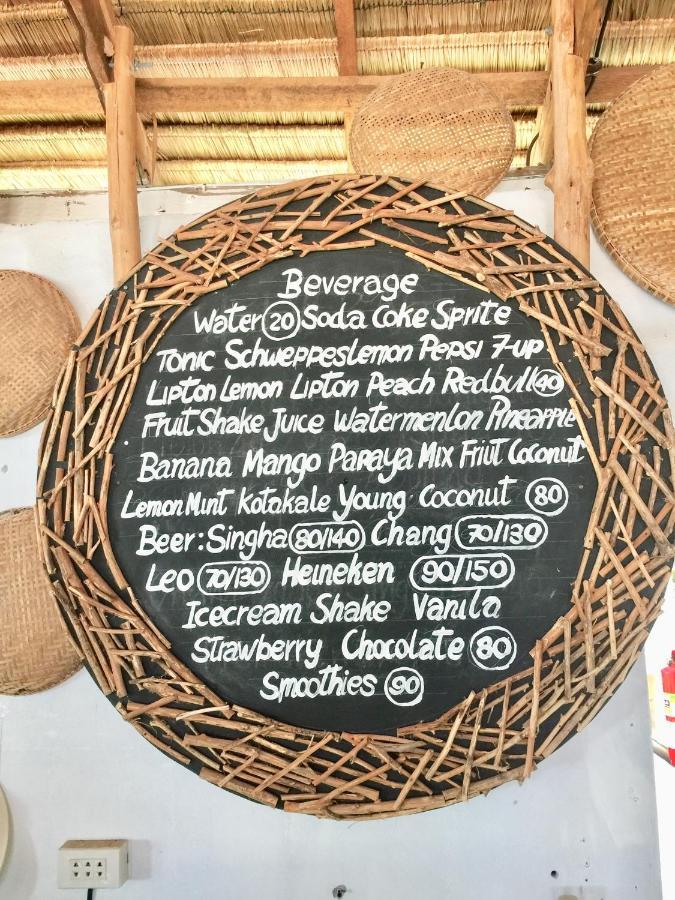 Beverage
Water 20 Soda Coke Sprite
Tonic Schweppeslemon Pepsi 7-up
Lipton Lemon Lipton Peach Redbull 40
Fruit Shake Juice Watermenlon Pineapple
Banana Mango Papaya Mix Friut Coconut
Lemon Mint Kotakale Young Coconut 80
Beer: Singha 80/140 Chang 70/130
Leo 70/130 Heineken 90/150
Icecream Shake Vanila
Strawberry Chocolate 80
Smoothies 90